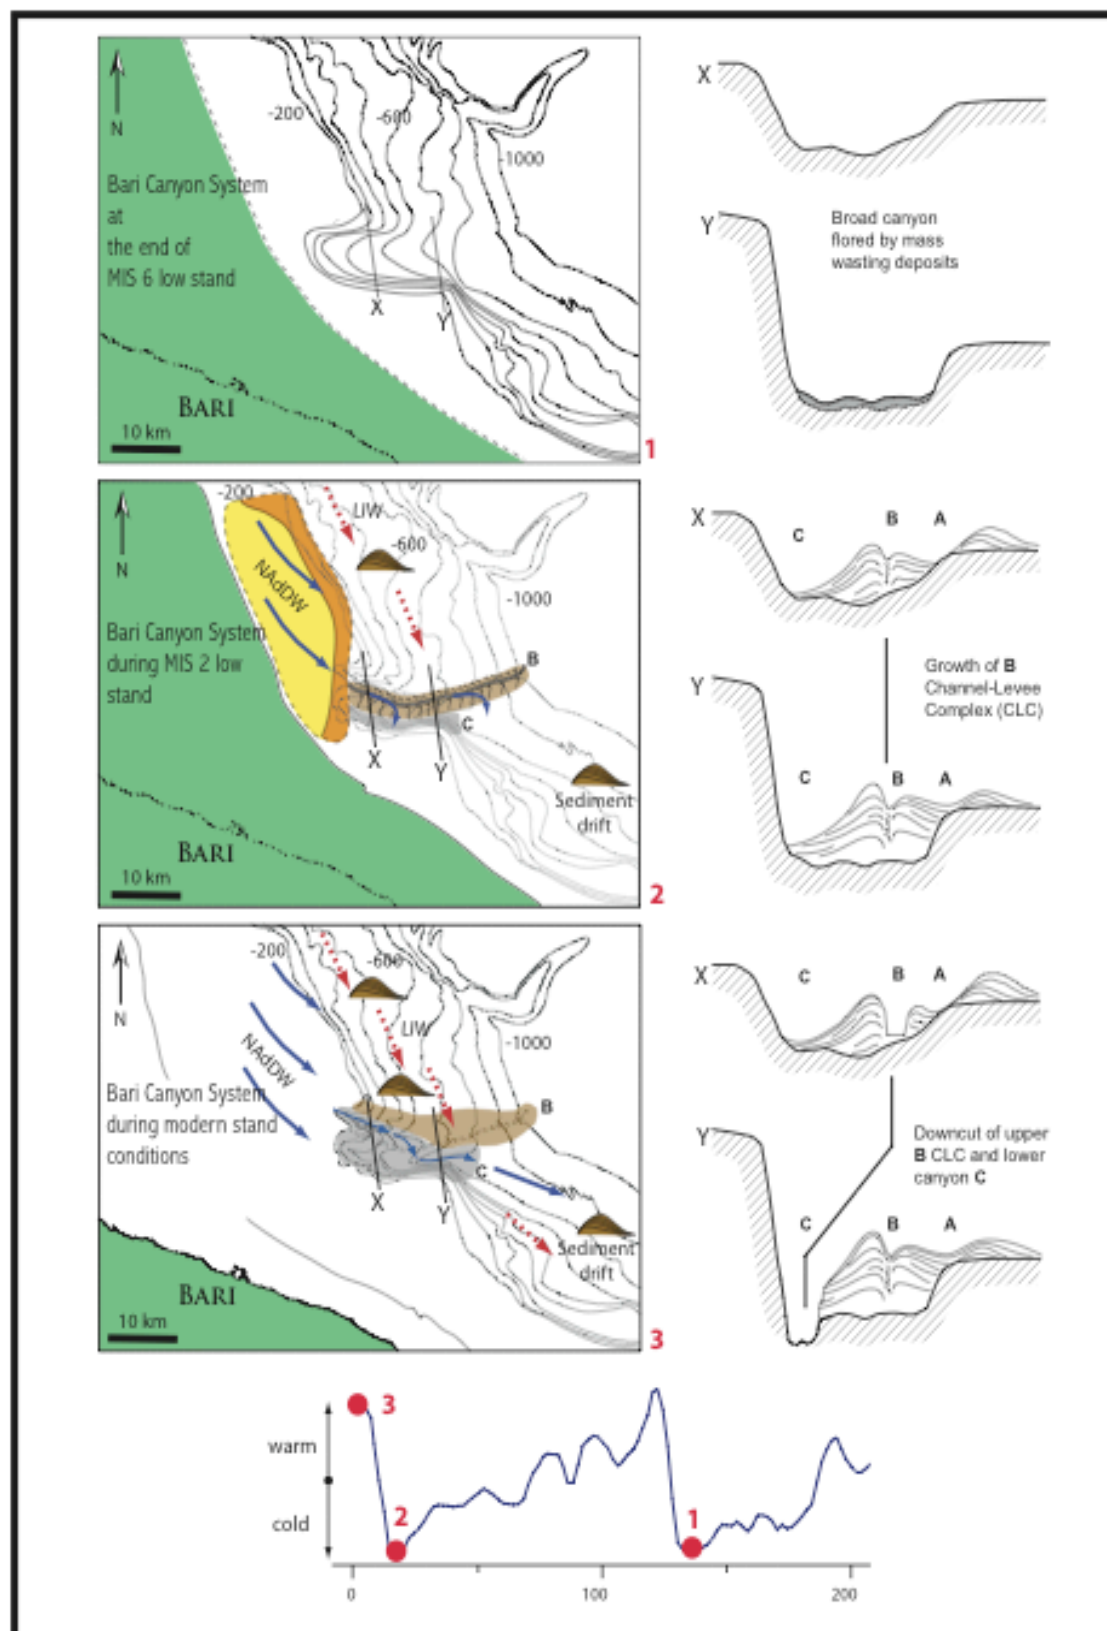 -200
-600
-1000
N
Bari Canyon System
at
the end of
MIS 6 low stand
X
Y
BARI
10 km
1
X
Y
Broad canyon
flored by mass
wasting deposits
-200
LIW
-600
N
NAdDW
-1000
Bari Canyon System
during MIS 2 low
stand
B
C
X
Y
Sediment
drift
BARI
10 km
2
X
C
B
A
Growth of B
Channel-Levee
Complex (CLC)
Y
C
B
A
-200
-600
N
LIW
-1000
NAdDW
Bari Canyon System
during modern stand
conditions
B
C
X
Y
Sediment
drift
BARI
10 km
3
X
C
B
A
Y
Downcut of upper
B CLC and lower
canyon C
C
B
A
3
warm
cold
2
1
0
100
200